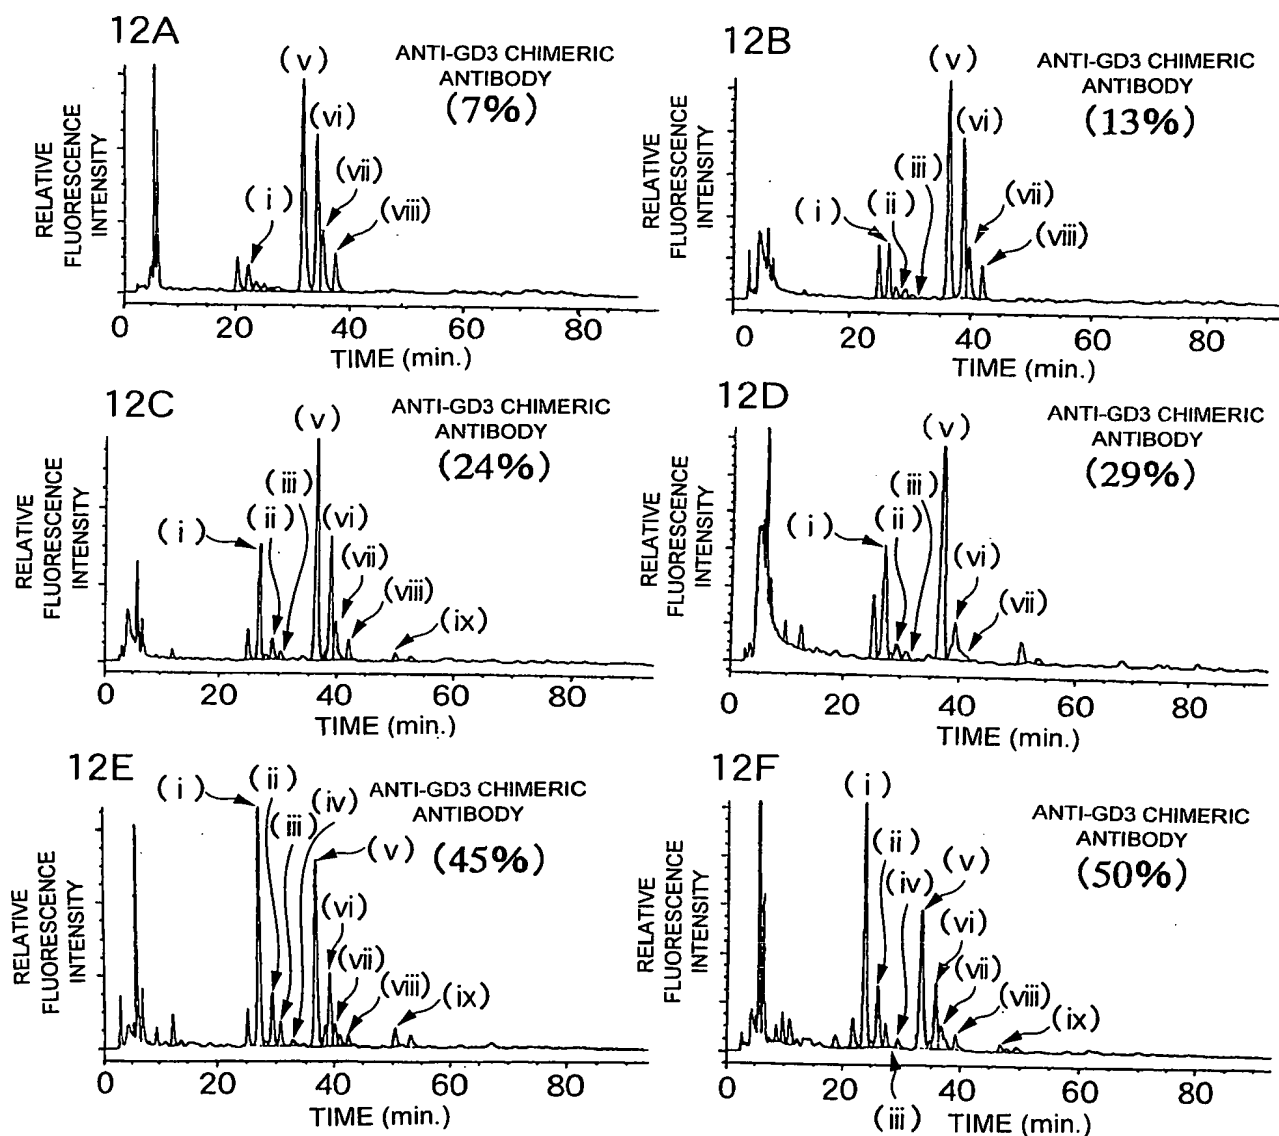 12A
ANTI-GD3 CHIMERIC
ANTIBODY
(7%)
(v)
(vi)
(vii)
(viii)
(i)
RELATIVE
FLUORESCENCE
INTENSITY
0 20 40 60 80
TIME (min.)
12B
ANTI-GD3 CHIMERIC
ANTIBODY
(13%)
(v)
(vi)
(iii)
(vii)
(ii)
(i)
(viii)
RELATIVE
FLUORESCENCE
INTENSITY
0 20 40 60 80
TIME (min.)
12C
ANTI-GD3 CHIMERIC
ANTIBODY
(24%)
(v)
(iii)
(ii)
(i)
(vi)
(vii)
(viii)
(ix)
RELATIVE
FLUORESCENCE
INTENSITY
0 20 40 60 80
TIME (min.)
12D
ANTI-GD3 CHIMERIC
ANTIBODY
(29%)
(v)
(iii)
(ii)
(i)
(vi)
(vii)
RELATIVE
FLUORESCENCE
INTENSITY
0 20 40 60 80
TIME (min.)
12E
ANTI-GD3 CHIMERIC
ANTIBODY
(45%)
(i)
(ii)
(iii)
(iv)
(v)
(vi)
(vii)
(viii)
(ix)
RELATIVE
FLUORESCENCE
INTENSITY
0 20 40 60 80
TIME (min.)
12F
ANTI-GD3 CHIMERIC
ANTIBODY
(50%)
(i)
(ii)
(iv)
(v)
(vi)
(vii)
(viii)
(ix)
RELATIVE
FLUORESCENCE
INTENSITY
0 20 40 60 80
(iii)
TIME (min.)